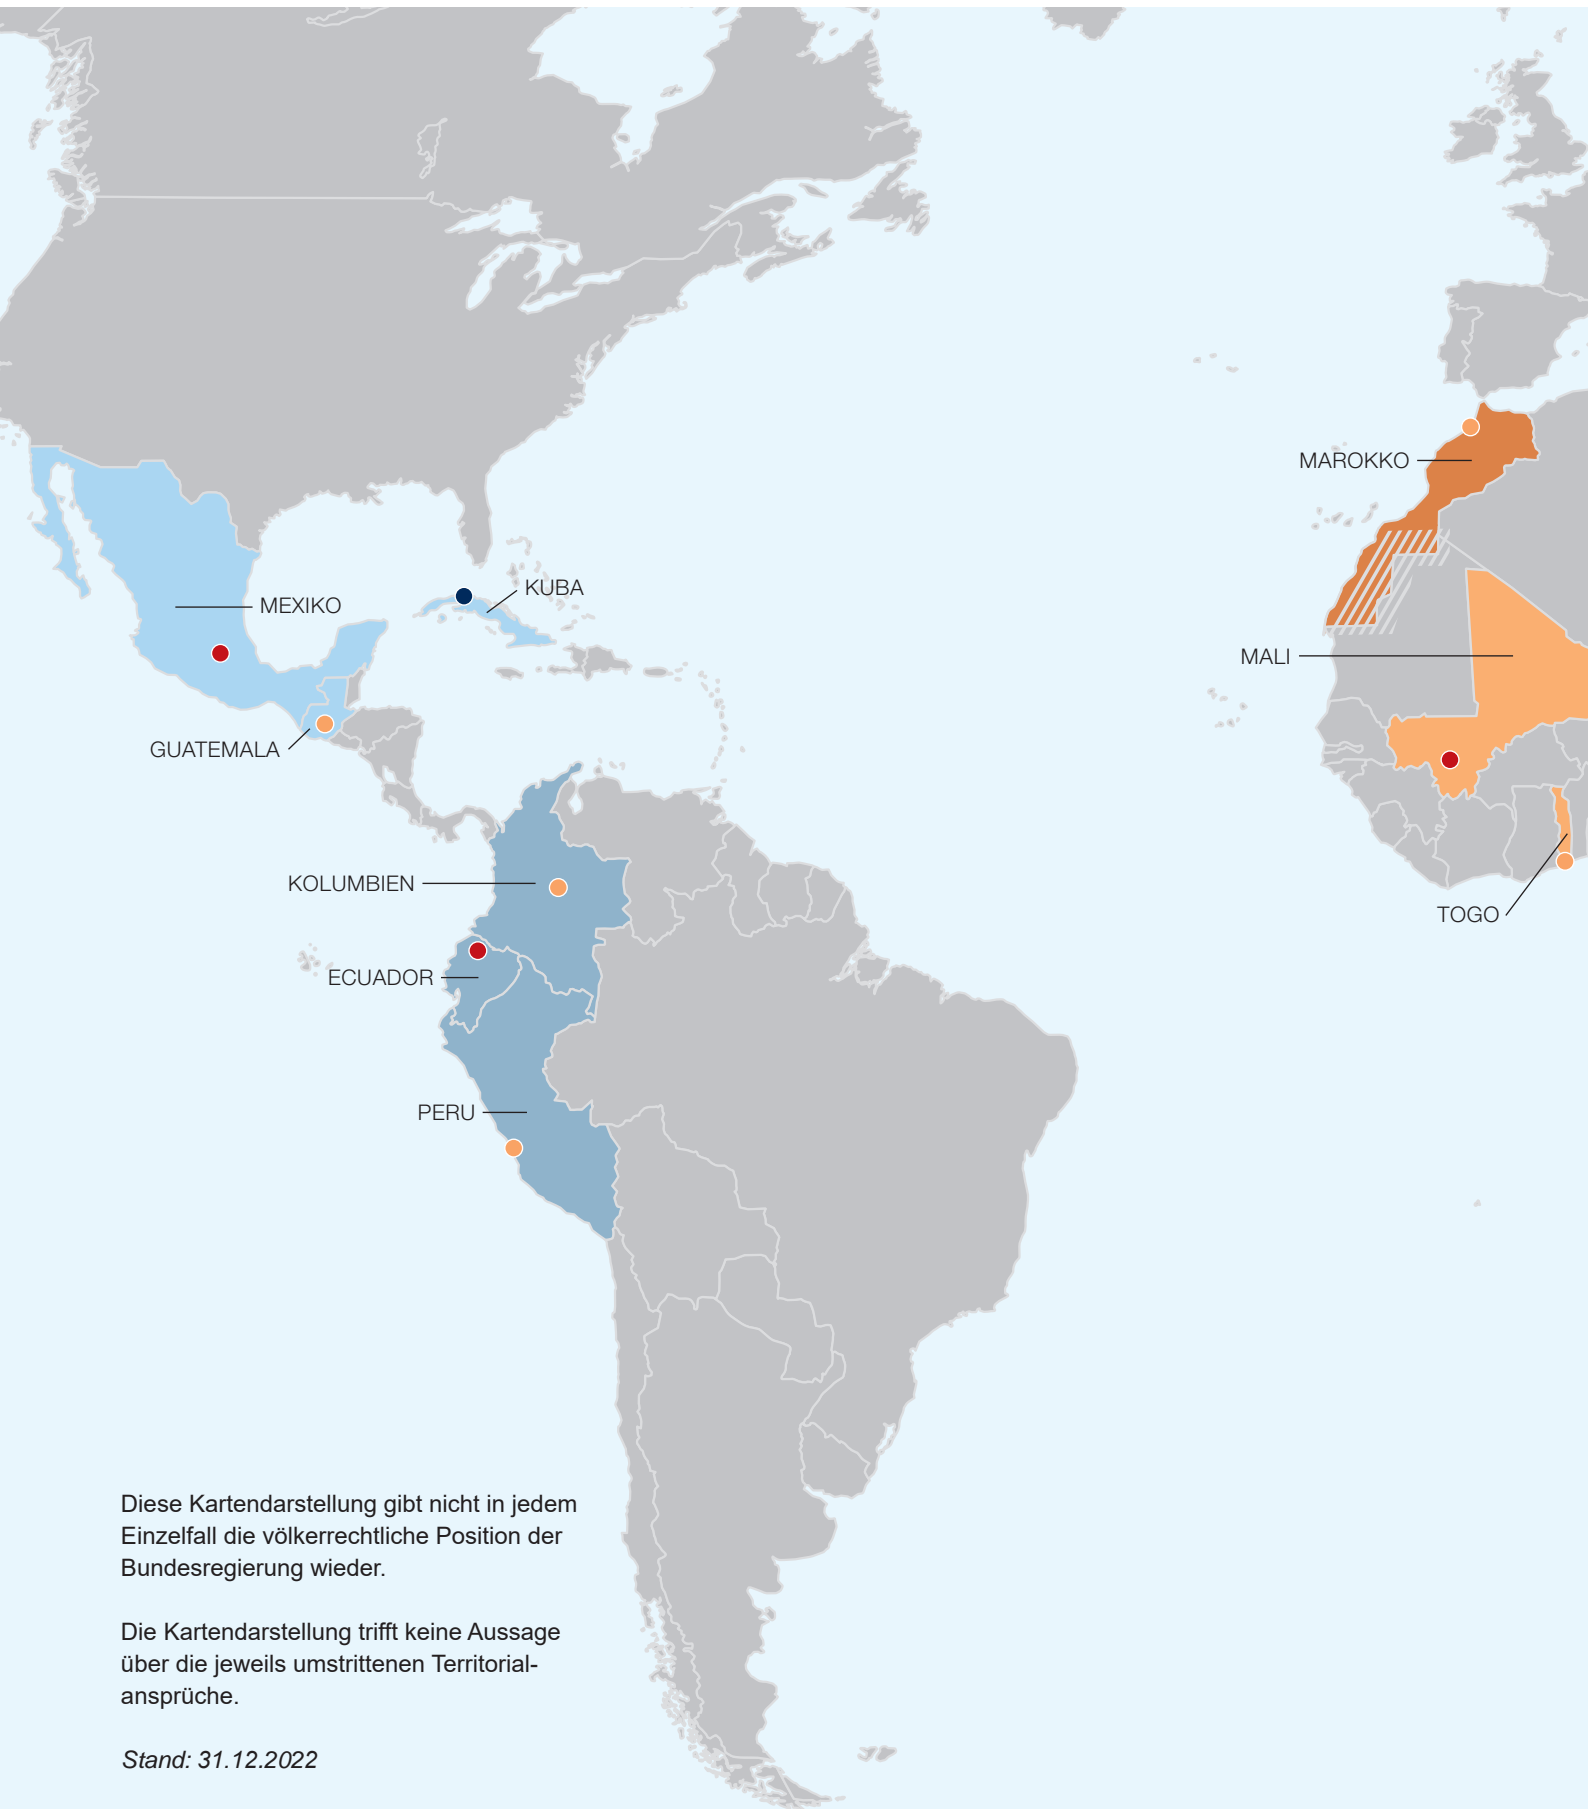 MAROKKO
KUBA
MEXIKO
MALI
GUATEMALA
KOLUMBIEN
TOGO
ECUADOR
PERU
Diese Kartendarstellung gibt nicht in jedem
Einzelfall die völkerrechtliche Position der
Bundesregierung wieder.
Die Kartendarstellung trifft keine Aussage
über die jeweils umstrittenen Territorial-
ansprüche.
Stand: 31.12.2022